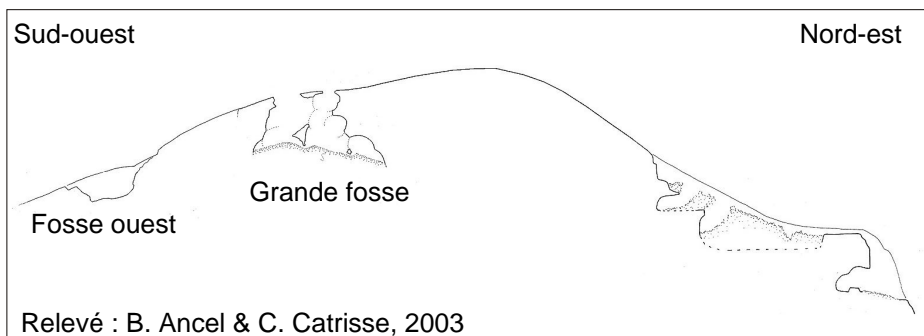 Sud-ouest
Nord-est
Grande fosse
Fosse ouest
Relevé : B. Ancel & C. Catrisse, 2003